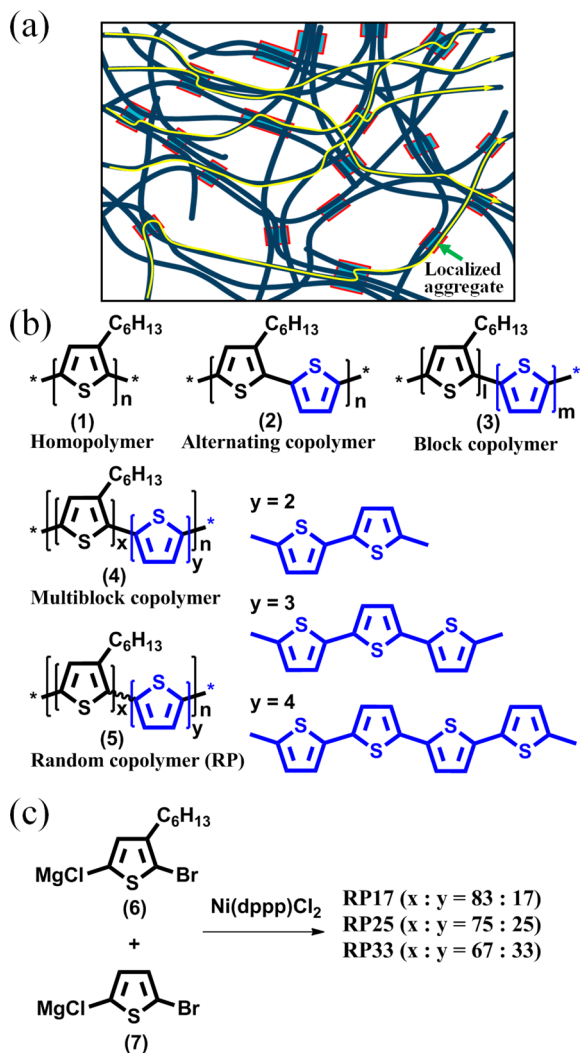 (a)
Localized
aggregate
(b)
C₆H₁₃
* S n *
(1)
Homopolymer
C₆H₁₃
* S S n *
(2)
Alternating copolymer
C₆H₁₃
* S l S m *
(3)
Block copolymer
C₆H₁₃
* S x S y n *
(4)
Multiblock copolymer
y = 2
S S
y = 3
S S S
C₆H₁₃
* S x S y n *
(5)
Random copolymer (RP)
y = 4
S S S S
(c)
C₆H₁₃
MgCl S Br
(6)
+
MgCl S Br
(7)
Ni(dppp)Cl₂
RP17 (x : y = 83 : 17)
RP25 (x : y = 75 : 25)
RP33 (x : y = 67 : 33)